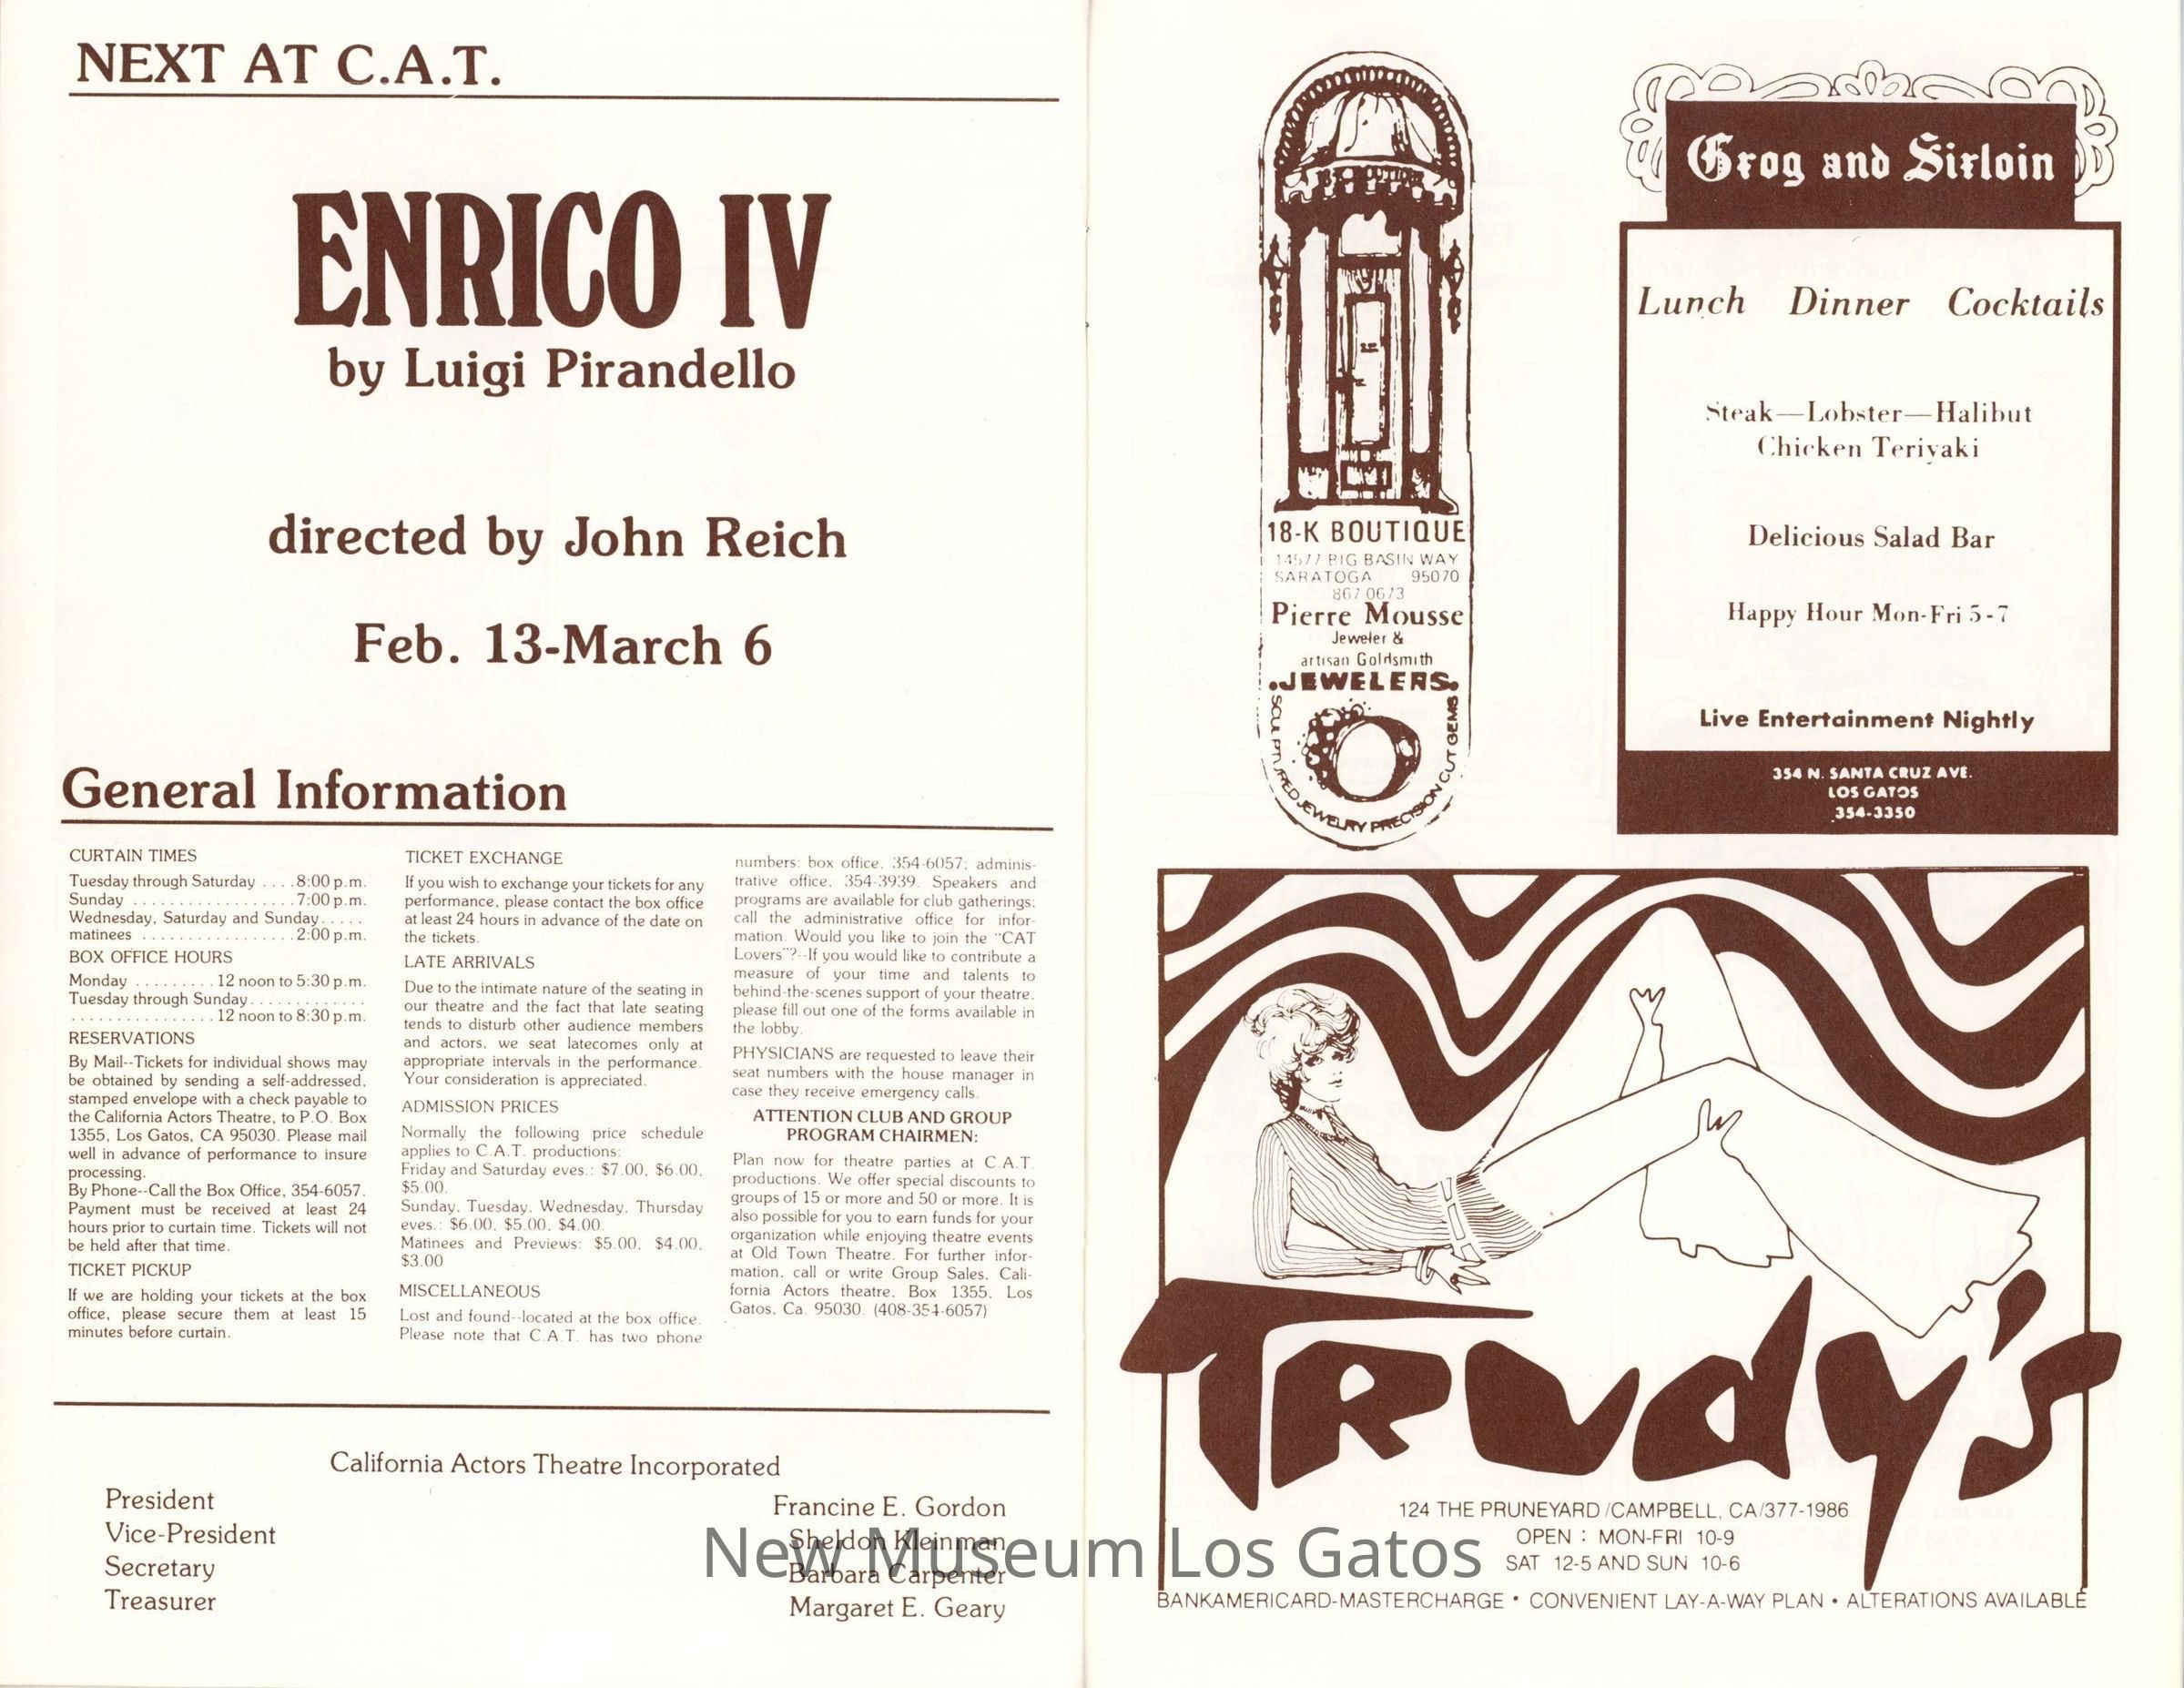 NEXT AT C.A.T.
ENRICO IV
by Luigi Pirandello
directed by John Reich
Feb. 13-March 6
General Information
CURTAIN TIMES
Tuesday through Saturday . . . .8:00 p.m.
Sunday . . . . . . . . . . . . . . . . . .7:00 p.m.
Wednesday, Saturday and Sunday. . . . .
matinees . . . . . . . . . . . . . . . . .2:00 p.m.
BOX OFFICE HOURS
Monday . . . . . . . . . 12 noon to 5:30 p.m.
Tuesday through Sunday. . . . . . . . . . . . .
. . . . . . . . . . . . . . . . 12 noon to 8:30 p.m.
RESERVATIONS
By Mail--Tickets for individual shows may
be obtained by sending a self-addressed,
stamped envelope with a check payable to
the California Actors Theatre, to P.O. Box
1355, Los Gatos, CA 95030. Please mail
well in advance of performance to insure
processing.
By Phone--Call the Box Office, 354-6057.
Payment must be received at least 24
hours prior to curtain time. Tickets will not
be held after that time.
TICKET PICKUP
If we are holding your tickets at the box
office, please secure them at least 15
minutes before curtain.
TICKET EXCHANGE
If you wish to exchange your tickets for any
performance, please contact the box office
at least 24 hours in advance of the date on
the tickets.
LATE ARRIVALS
Due to the intimate nature of the seating in
our theatre and the fact that late seating
tends to disturb other audience members
and actors, we seat latecomes only at
appropriate intervals in the performance.
Your consideration is appreciated.
ADMISSION PRICES
Normally the following price schedule
applies to C.A.T. productions:
Friday and Saturday eves.: $7.00, $6.00,
$5.00.
Sunday, Tuesday, Wednesday, Thursday
eves.: $6.00, $5.00, $4.00.
Matinees and Previews: $5.00, $4.00,
$3.00
MISCELLANEOUS
Lost and found--located at the box office.
Please note that C.A.T. has two phone
numbers: box office, 354-6057; adminis-
trative office, 354-3939. Speakers and
programs are available for club gatherings;
call the administrative office for infor-
mation. Would you like to join the "CAT
Lovers"?--If you would like to contribute a
measure of your time and talents to
behind-the-scenes support of your theatre,
please fill out one of the forms available in
the lobby.
PHYSICIANS are requested to leave their
seat numbers with the house manager in
case they receive emergency calls.
ATTENTION CLUB AND GROUP
PROGRAM CHAIRMEN:
Plan now for theatre parties at C.A.T.
productions. We offer special discounts to
groups of 15 or more and 50 or more. It is
also possible for you to earn funds for your
organization while enjoying theatre events
at Old Town Theatre. For further infor-
mation, call or write Group Sales, Cali-
fornia Actors theatre, Box 1355, Los
Gatos, Ca. 95030. (408-354-6057)
California Actors Theatre Incorporated
President Francine E. Gordon
Vice-President Sheldon Kleinman
Secretary Barbara Carpenter
Treasurer Margaret E. Geary
18-K BOUTIQUE
14577 BIG BASIN WAY
SARATOGA 95070
867 0673
Pierre Mousse
Jeweler &
artisan Goldsmith
.JEWELERS.
SCULPTURED JEWELRY PRECISION CUT GEMS
Grog and Sirloin
Lunch Dinner Cocktails
Steak—Lobster—Halibut
Chicken Teriyaki
Delicious Salad Bar
Happy Hour Mon-Fri 5-7
Live Entertainment Nightly
354 N. SANTA CRUZ AVE.
LOS GATOS
354-3350
TRUdy's
124 THE PRUNEYARD/CAMPBELL, CA/377-1986
OPEN : MON-FRI 10-9
SAT 12-5 AND SUN 10-6
BANKAMERICARD-MASTERCHARGE • CONVENIENT LAY-A-WAY PLAN • ALTERATIONS AVAILABLE
New Museum Los Gatos